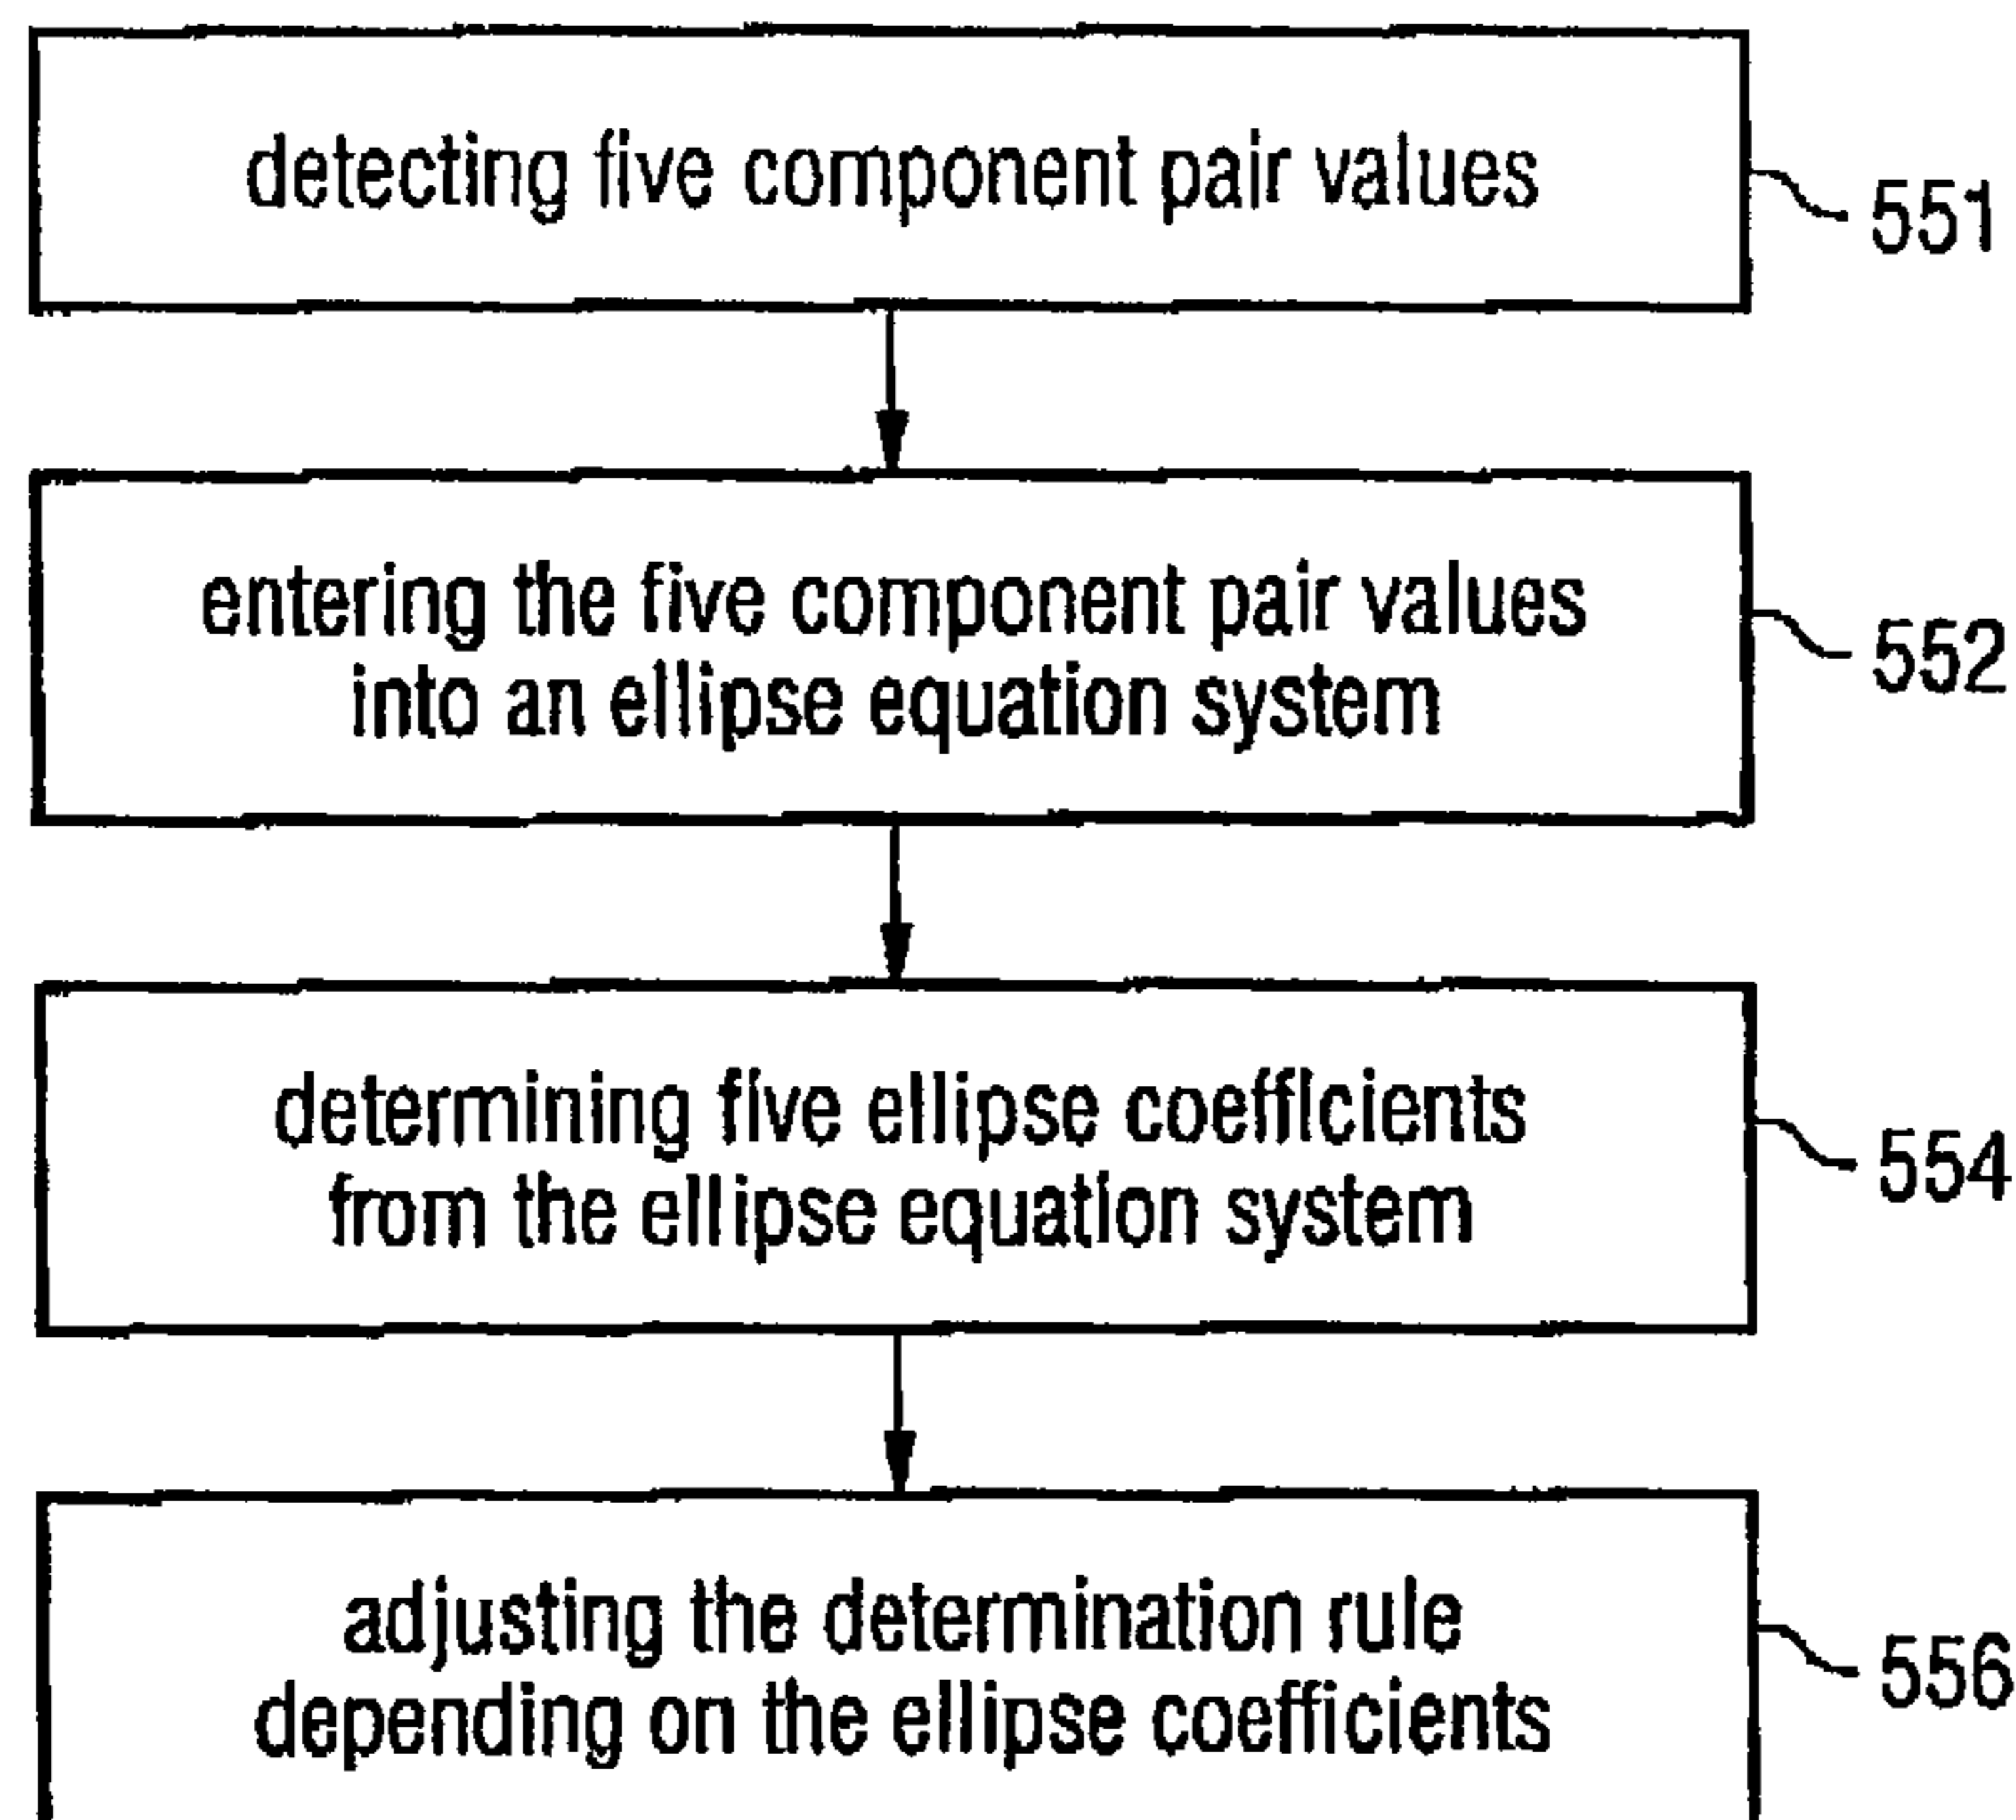 detecting five component pair values
551
entering the five component pair values
into an ellipse equation system
552
determining five ellipse coefficients
from the ellipse equation system
554
adjusting the determination rule
depending on the ellipse coefficients
556